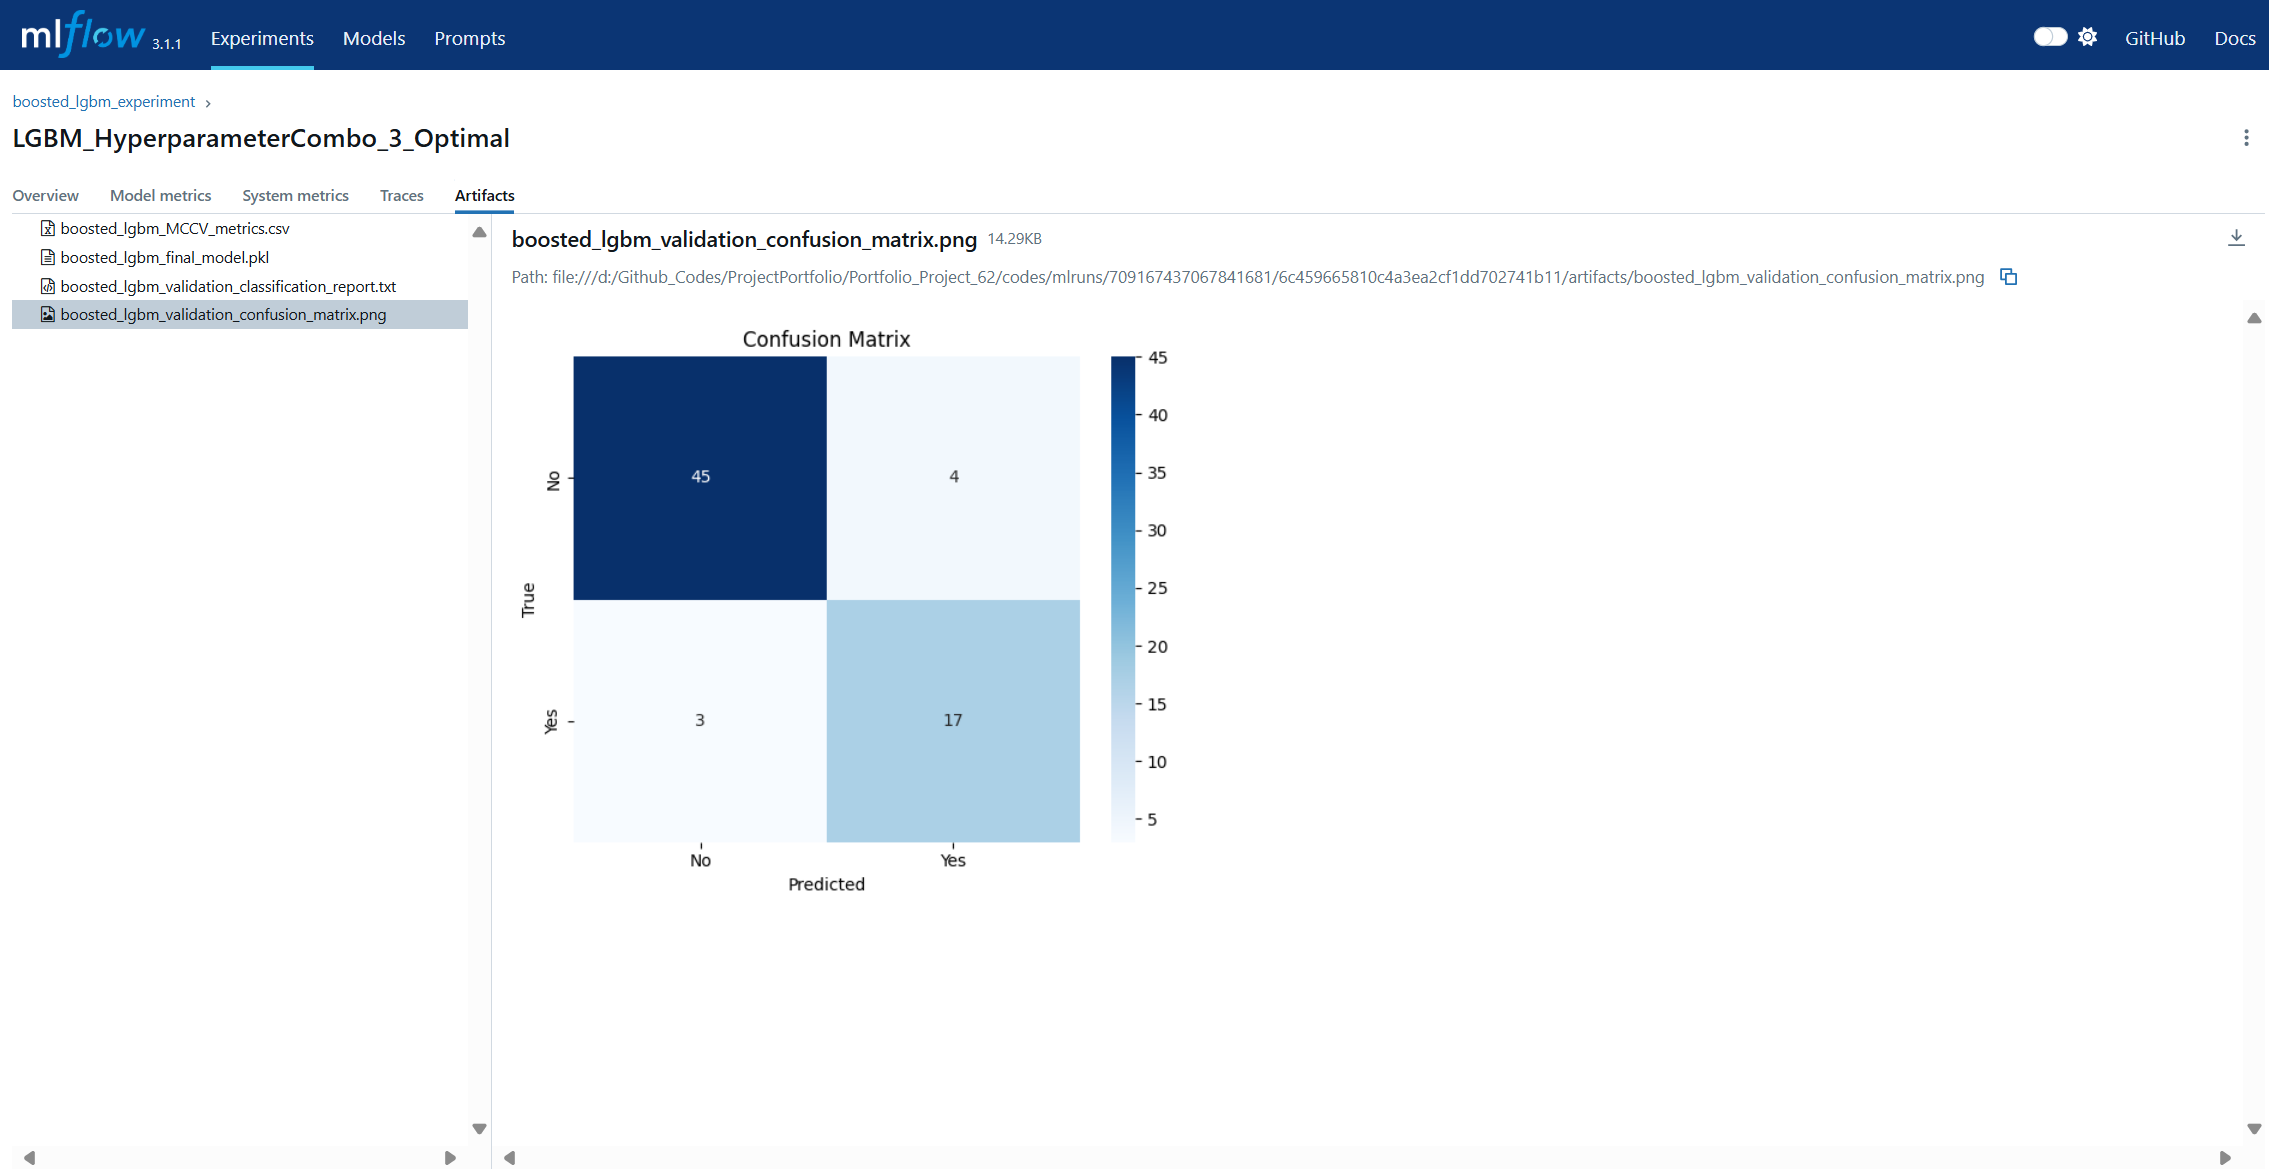 mlflow 3.1.1 Experiments Models Prompts GitHub Docs
boosted_lgbm_experiment
LGBM_HyperparameterCombo_3_Optimal
Overview Model metrics System metrics Traces Artifacts
boosted_lgbm_MCCV_metrics.csv
boosted_lgbm_final_model.pkl
boosted_lgbm_validation_classification_report.txt
boosted_lgbm_validation_confusion_matrix.png
boosted_lgbm_validation_confusion_matrix.png 14.29KB
Path: file:///d:/Github_Codes/ProjectPortfolio/Portfolio_Project_62/codes/mlruns/709167437067841681/6c459665810c4a3ea2cf1dd702741b11/artifacts/boosted_lgbm_validation_confusion_matrix.png
Confusion Matrix
True
No
Yes
45 4
3 17
No Yes
Predicted
45
40
35
30
25
20
15
10
5